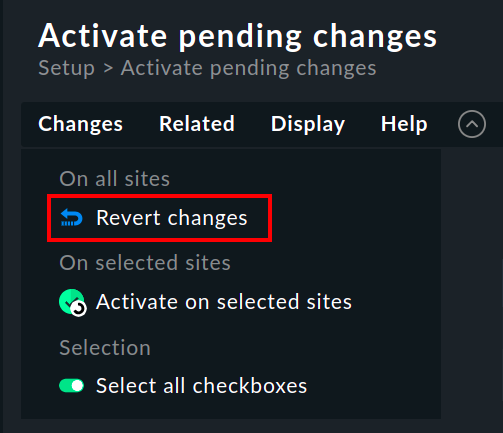 Activate pending changes
Setup > Activate pending changes
Changes Related Display Help
On all sites
Revert changes
On selected sites
Activate on selected sites
Selection
Select all checkboxes